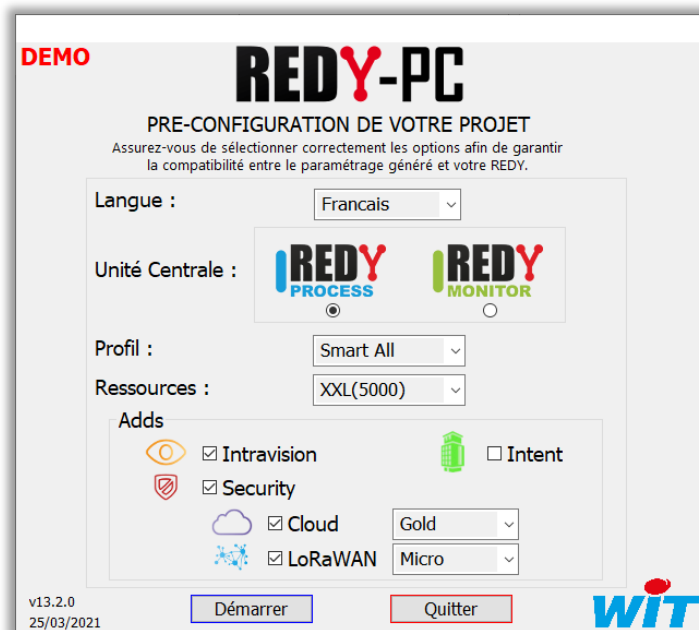 DEMO
REDY-PC
PRE-CONFIGURATION DE VOTRE PROJET
Assurez-vous de sélectionner correctement les options afin de garantir
la compatibilité entre le paramétrage généré et votre REDY.
Langue :
Francais
Unité Centrale :
REDY PROCESS
REDY MONITOR
Profil :
Smart All
Ressources :
XXL(5000)
Adds
Intravision
Intent
Security
Cloud
Gold
LoRaWAN
Micro
v13.2.0
25/03/2021
Démarrer
Quitter
wit